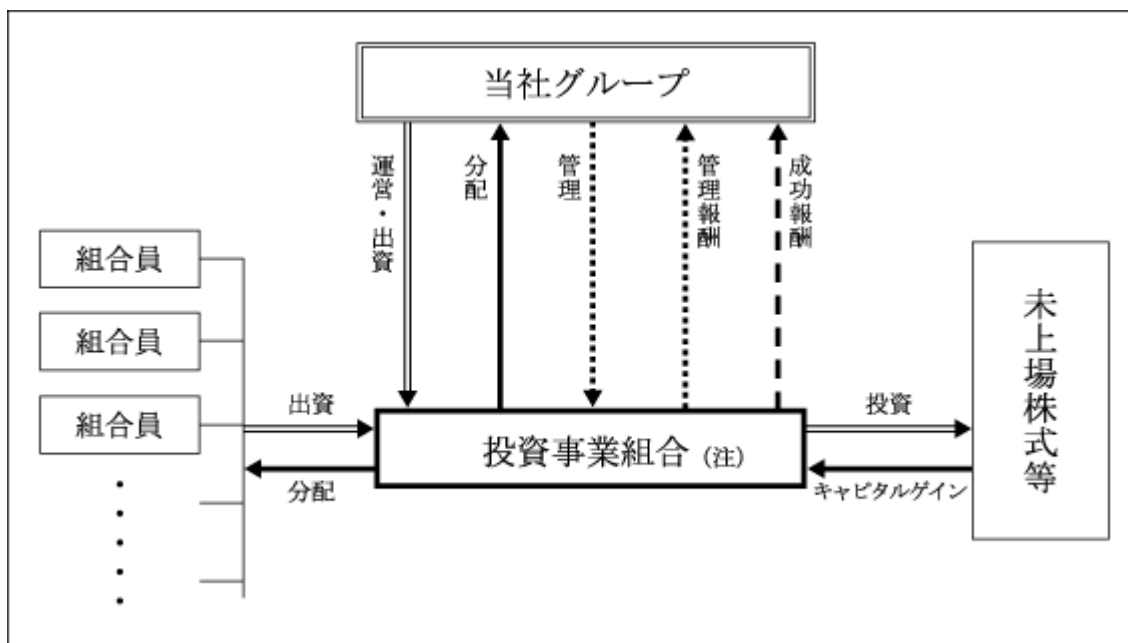 当社グループ
運営・出資
分配
管理
管理報酬
成功報酬
組合員
組合員
組合員
出資
分配
投資事業組合（注）
投資
キャピタルゲイン
未上場株式等